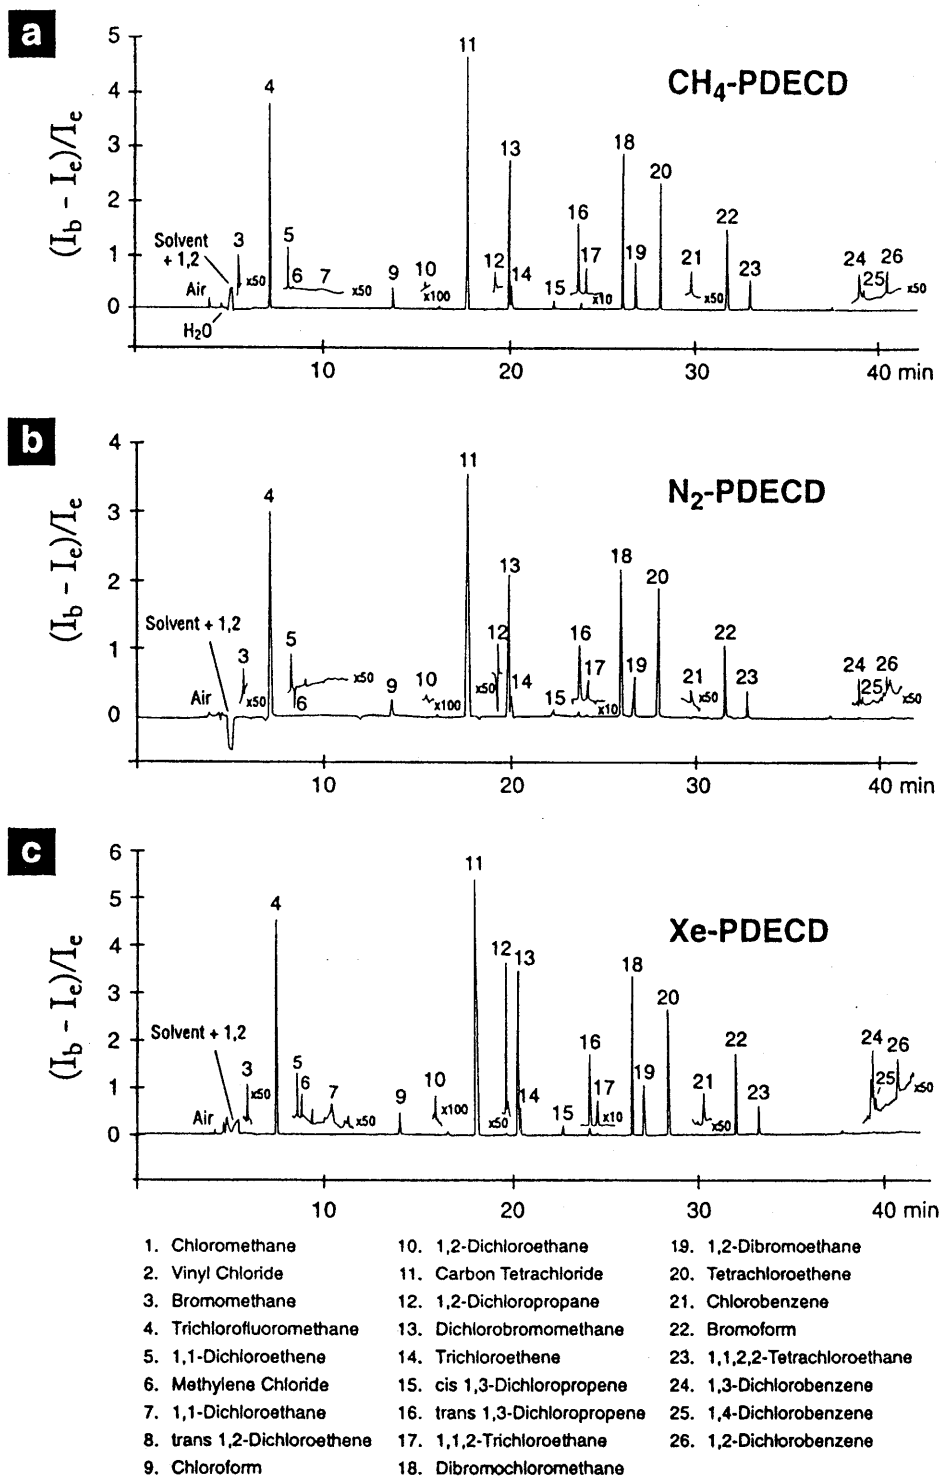 a
CH4-PDECD
(Ib - Ie)/Ie
5
4
3
2
1
0
Solvent + 1,2
Air
H2O
3
x50
4
5
6
7
x50
9
10
x100
11
12
13
14
15
16
17
x10
18
19
20
21
x50
22
23
24
25
26
x50
10
20
30
40 min
b
N2-PDECD
(Ib - Ie)/Ie
4
3
2
1
0
Solvent + 1,2
Air
3
x50
4
5
6
x50
9
10
x100
11
12
x50
13
14
15
16
17
x10
18
19
20
21
x50
22
23
24
25
26
x50
10
20
30
40 min
c
Xe-PDECD
(Ib - Ie)/Ie
6
5
4
3
2
1
0
Solvent + 1,2
Air
3
x50
4
5
6
7
x50
9
10
x100
11
12
x50
13
14
15
16
17
x10
18
19
20
21
x50
22
23
24
25
26
x50
10
20
30
40 min
1. Chloromethane
2. Vinyl Chloride
3. Bromomethane
4. Trichlorofluoromethane
5. 1,1-Dichloroethene
6. Methylene Chloride
7. 1,1-Dichloroethane
8. trans 1,2-Dichloroethene
9. Chloroform
10. 1,2-Dichloroethane
11. Carbon Tetrachloride
12. 1,2-Dichloropropane
13. Dichlorobromomethane
14. Trichloroethene
15. cis 1,3-Dichloropropene
16. trans 1,3-Dichloropropene
17. 1,1,2-Trichloroethane
18. Dibromochloromethane
19. 1,2-Dibromoethane
20. Tetrachloroethene
21. Chlorobenzene
22. Bromoform
23. 1,1,2,2-Tetrachloroethane
24. 1,3-Dichlorobenzene
25. 1,4-Dichlorobenzene
26. 1,2-Dichlorobenzene